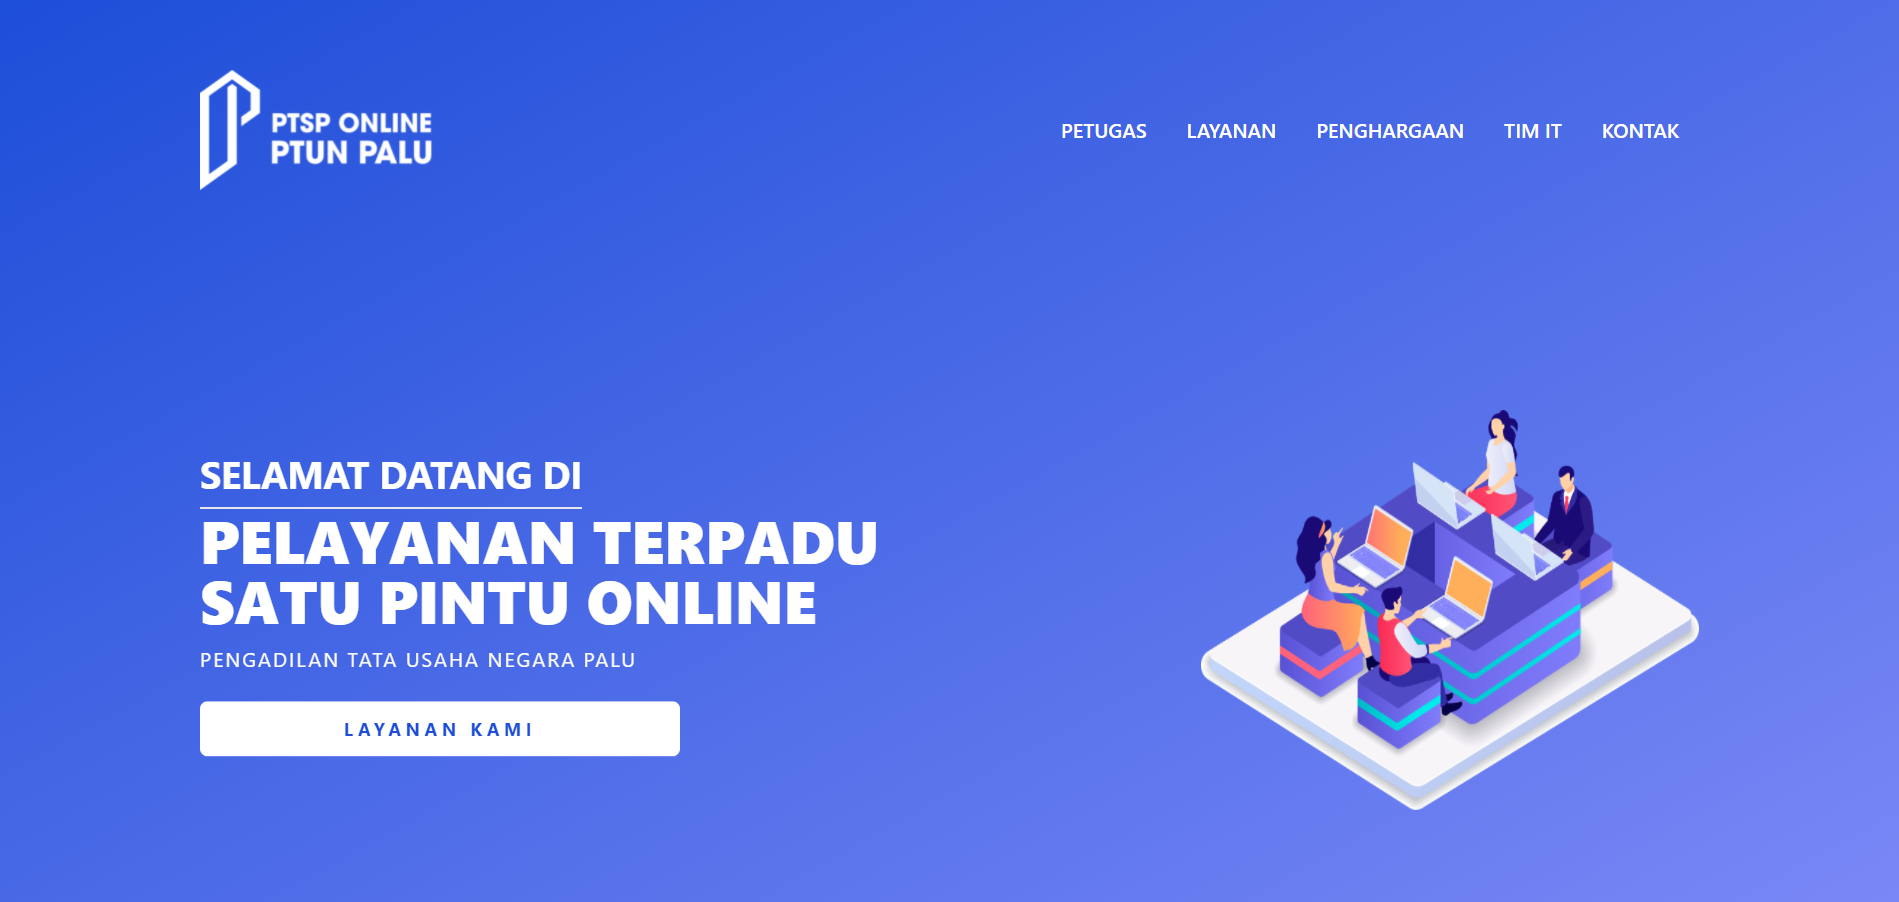 PTSP ONLINE
PTUN PALU
PETUGAS LAYANAN PENGHARGAAN TIM IT KONTAK
SELAMAT DATANG DI
PELAYANAN TERPADU
SATU PINTU ONLINE
PENGADILAN TATA USAHA NEGARA PALU
LAYANAN KAMI